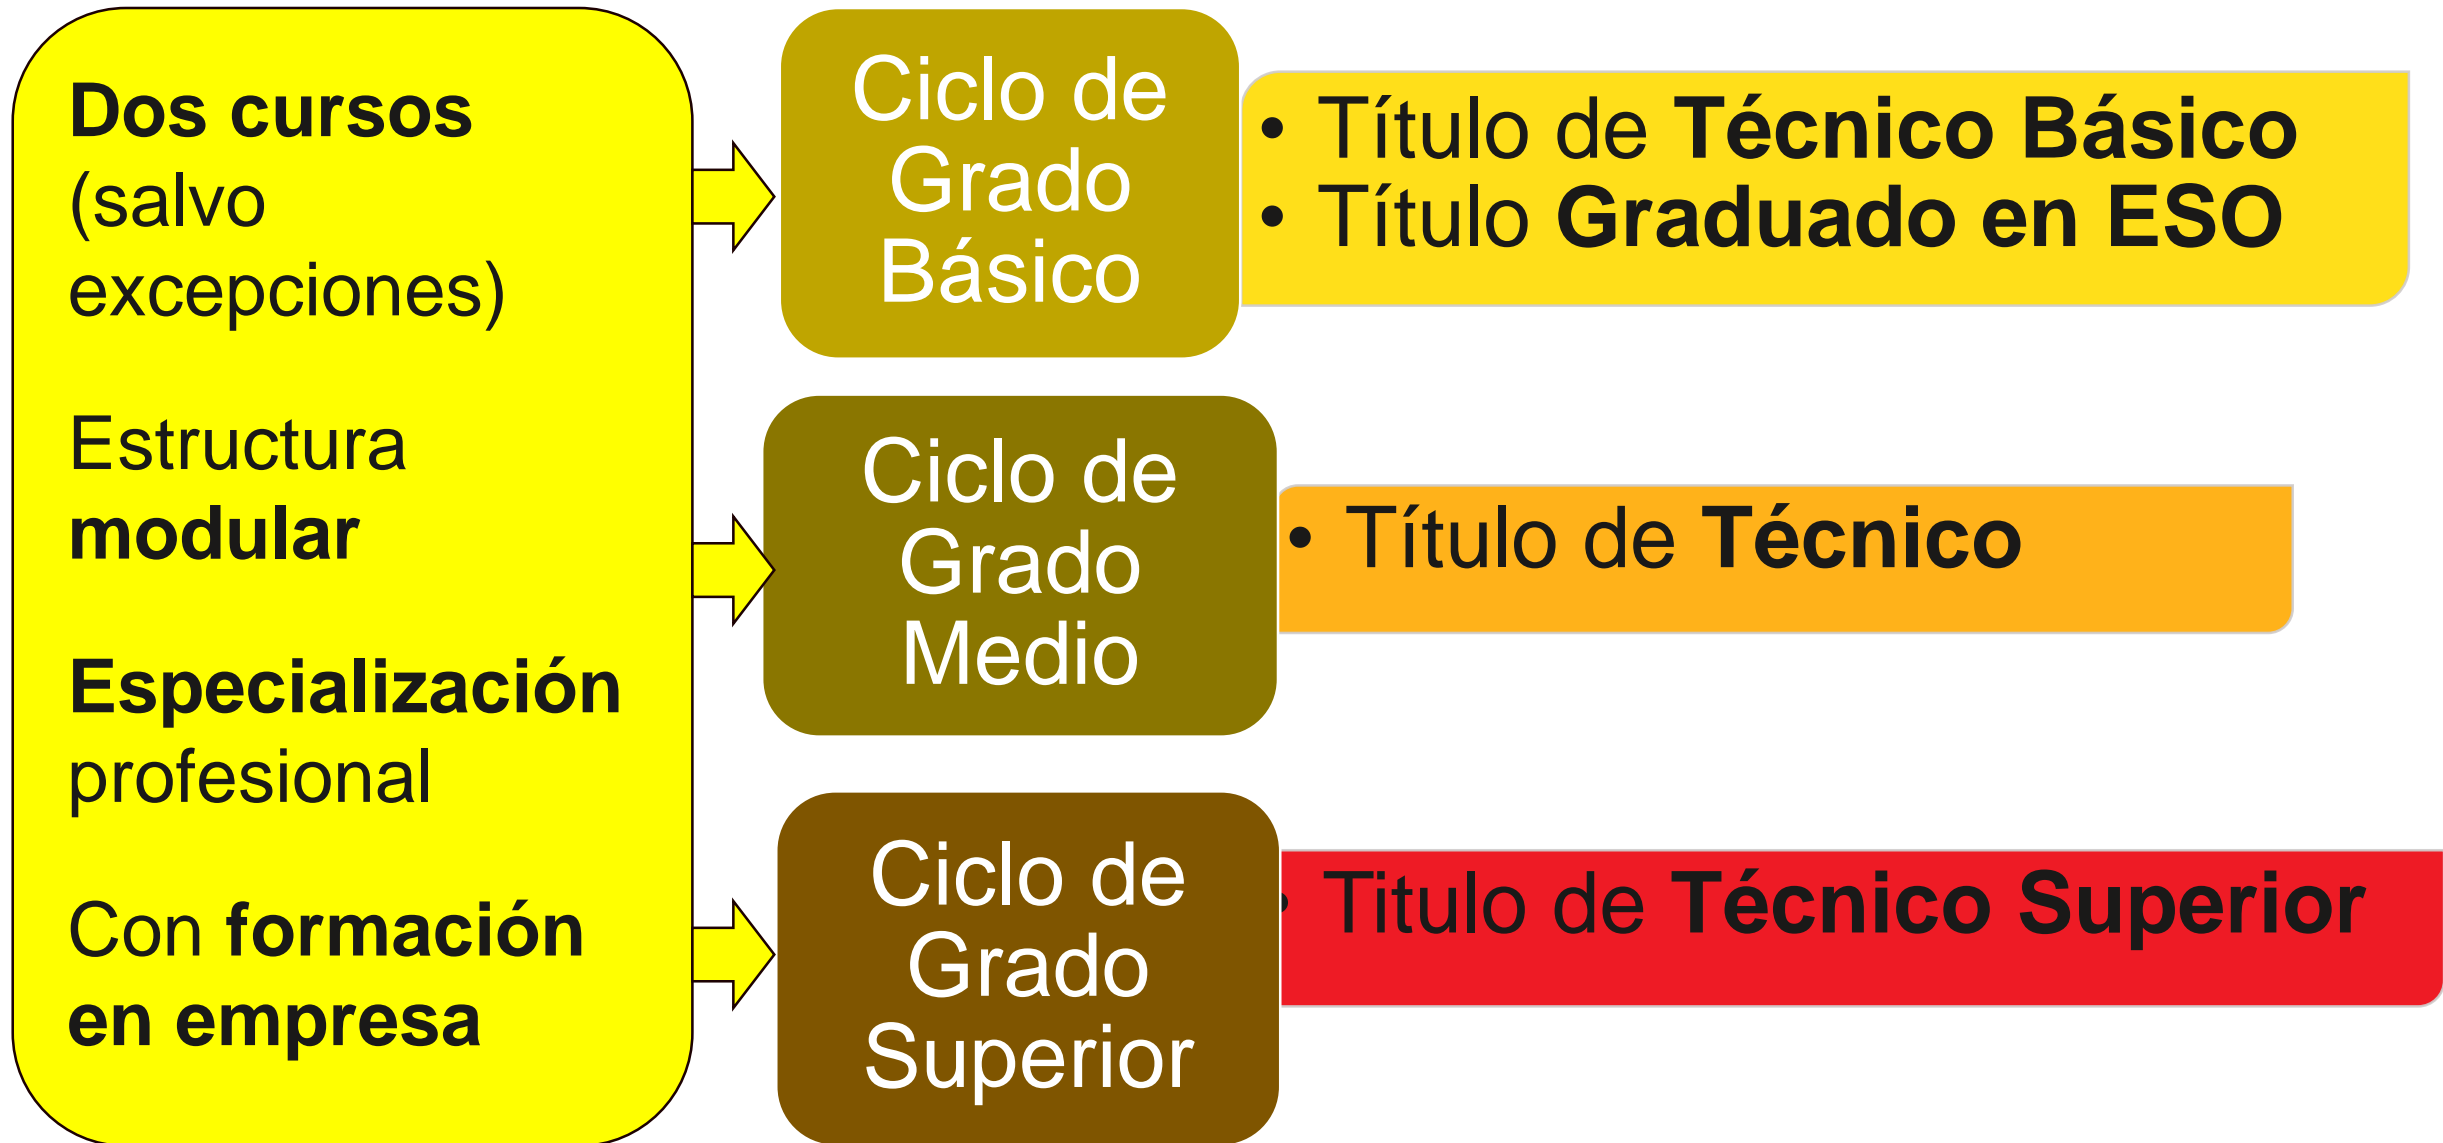 Dos cursos
(salvo
excepciones)
Estructura
modular
Especialización
profesional
Con formación
en empresa
Ciclo de
Grado
Básico
• Título de Técnico Básico
• Título Graduado en ESO
Ciclo de
Grado
Medio
• Título de Técnico
Ciclo de
Grado
Superior
• Titulo de Técnico Superior